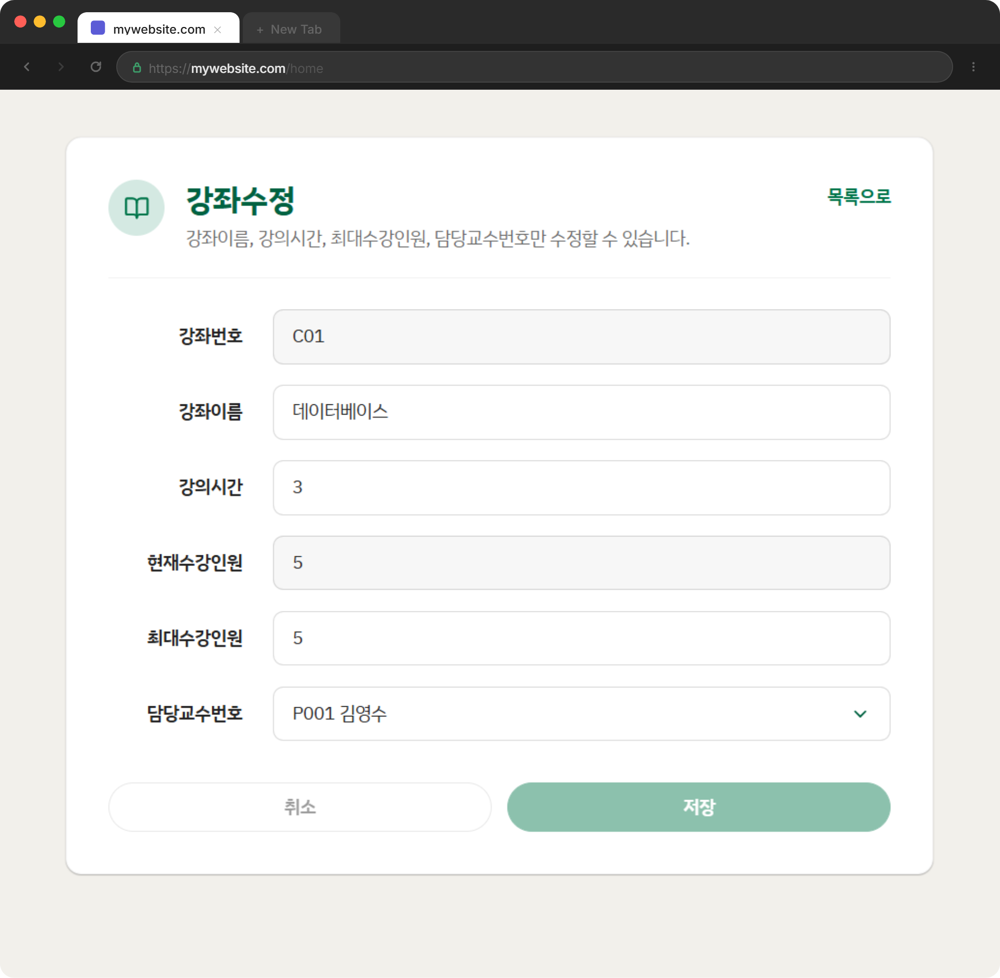 mywebsite.com
+ New Tab
https://mywebsite.com/home
강좌수정
목록으로
강좌이름, 강의시간, 최대수강인원, 담당교수번호만 수정할 수 있습니다.
강좌번호
C01
강좌이름
데이터베이스
강의시간
3
현재수강인원
5
최대수강인원
5
담당교수번호
P001 김영수
취소
저장